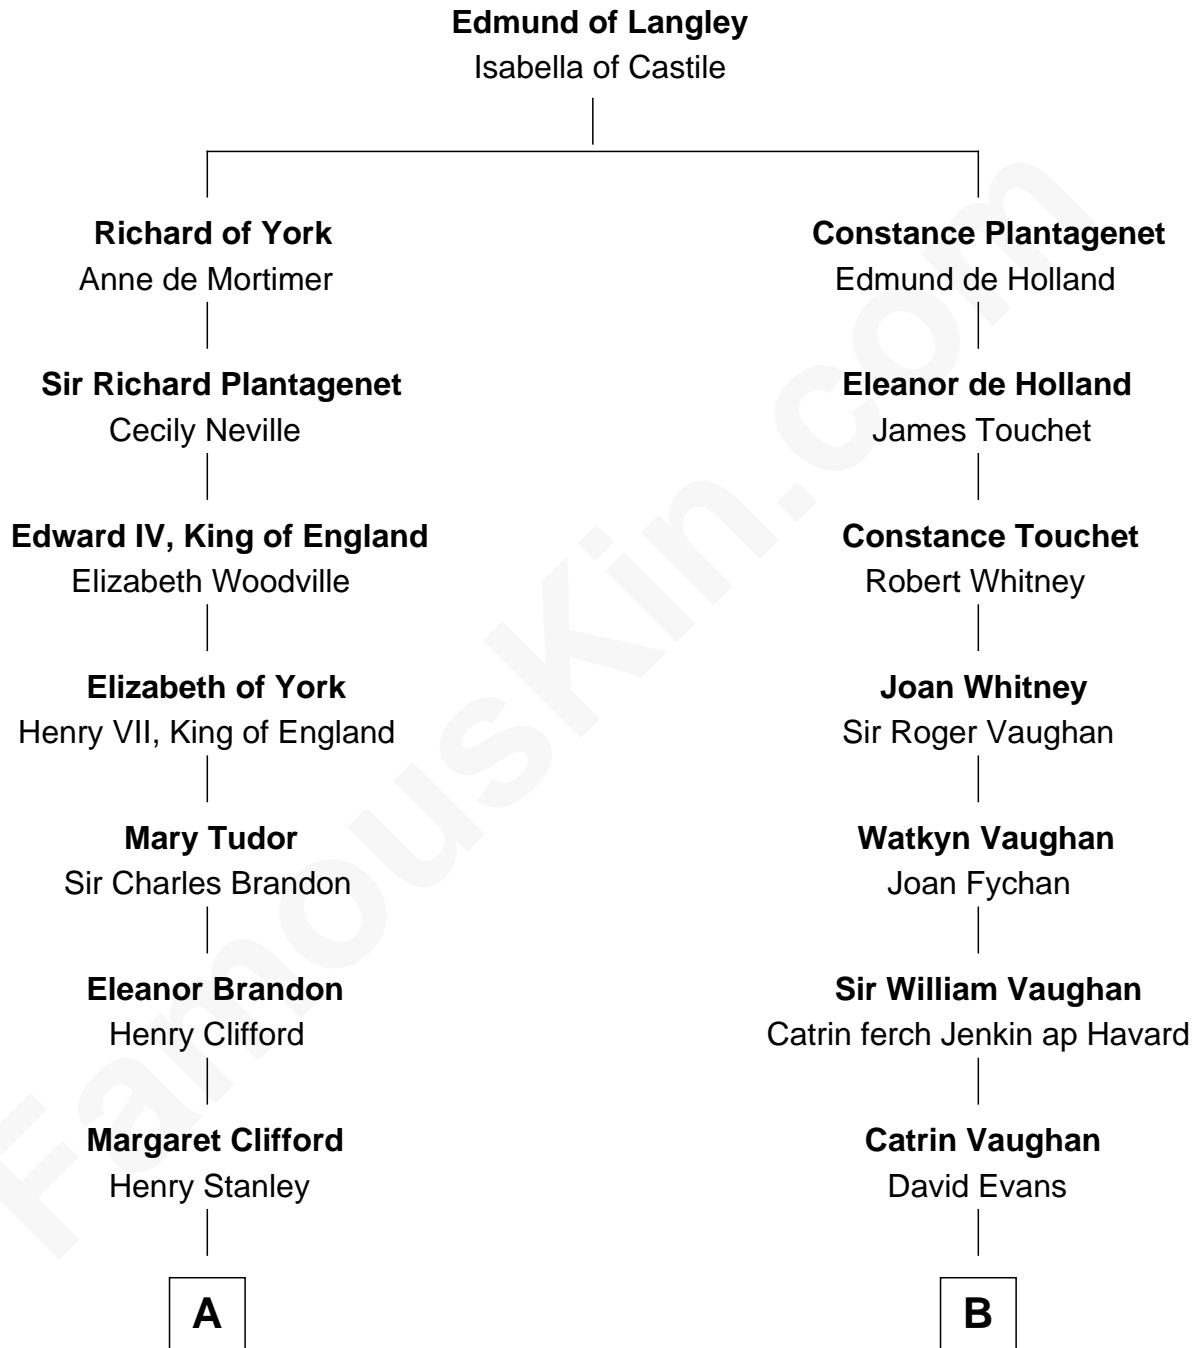 Edmund of Langley
Isabella of Castile
Richard of York
Anne de Mortimer
Sir Richard Plantagenet
Cecily Neville
Edward IV, King of England
Elizabeth Woodville
Elizabeth of York
Henry VII, King of England
Mary Tudor
Sir Charles Brandon
Eleanor Brandon
Henry Clifford
Margaret Clifford
Henry Stanley
A
Constance Plantagenet
Edmund de Holland
Eleanor de Holland
James Touchet
Constance Touchet
Robert Whitney
Joan Whitney
Sir Roger Vaughan
Watkyn Vaughan
Joan Fychan
Sir William Vaughan
Catrin ferch Jenkin ap Havard
Catrin Vaughan
David Evans
B
FamousKin.com